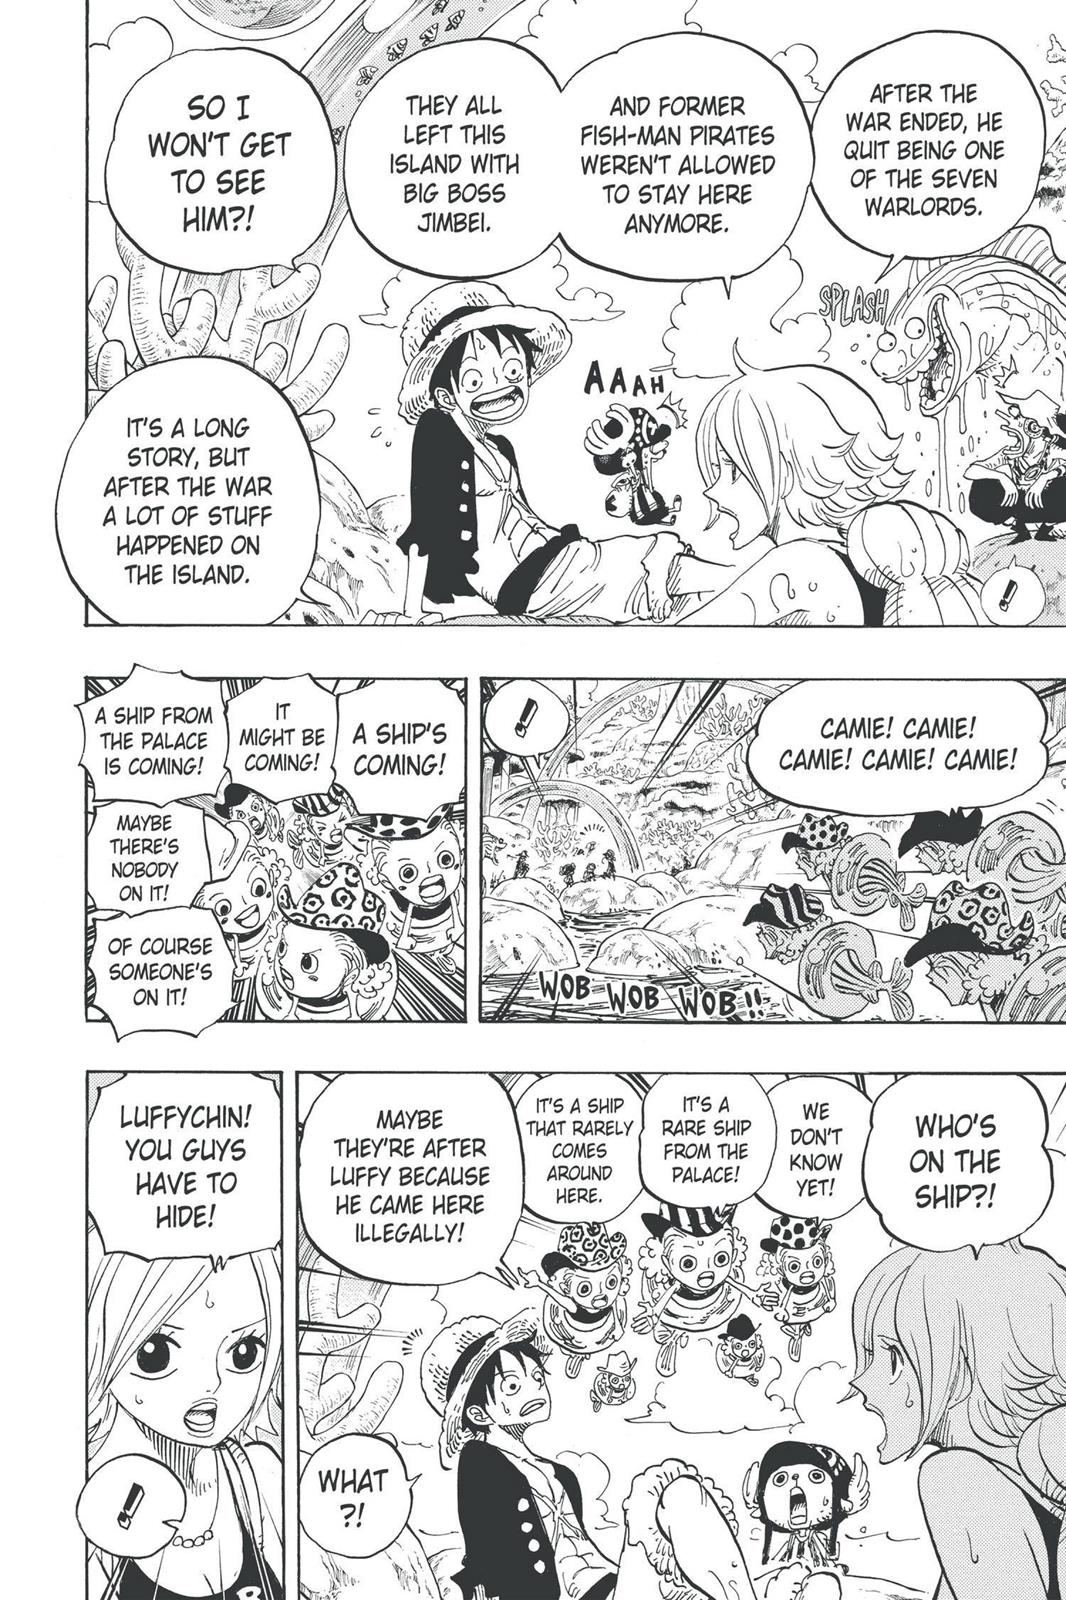 AFTER THE
WAR ENDED, HE
QUIT BEING ONE
OF THE SEVEN
WARLORDS.
AND FORMER
FISH-MAN PIRATES
WEREN'T ALLOWED
TO STAY HERE
ANYMORE.
THEY ALL
LEFT THIS
ISLAND WITH
BIG BOSS
JIMBEI.
SO I
WON'T GET
TO SEE
HIM?!
SPLASH
AAAH
IT'S A LONG
STORY, BUT
AFTER THE WAR
A LOT OF STUFF
HAPPENED ON
THE ISLAND.
!
CAMIE! CAMIE!
CAMIE! CAMIE! CAMIE!
!
WOB WOB WOB!!
A SHIP'S
COMING!
IT
MIGHT BE
COMING!
A SHIP FROM
THE PALACE
IS COMING!
MAYBE
THERE'S
NOBODY
ON IT!
OF COURSE
SOMEONE'S
ON IT!
WHO'S
ON THE
SHIP?!
WE
DON'T
KNOW
YET!
IT'S A
RARE SHIP
FROM THE
PALACE!
IT'S A SHIP
THAT RARELY
COMES
AROUND
HERE.
MAYBE
THEY'RE AFTER
LUFFY BECAUSE
HE CAME HERE
ILLEGALLY!
WHAT
?!
LUFFYCHIN!
YOU GUYS
HAVE TO
HIDE!
!